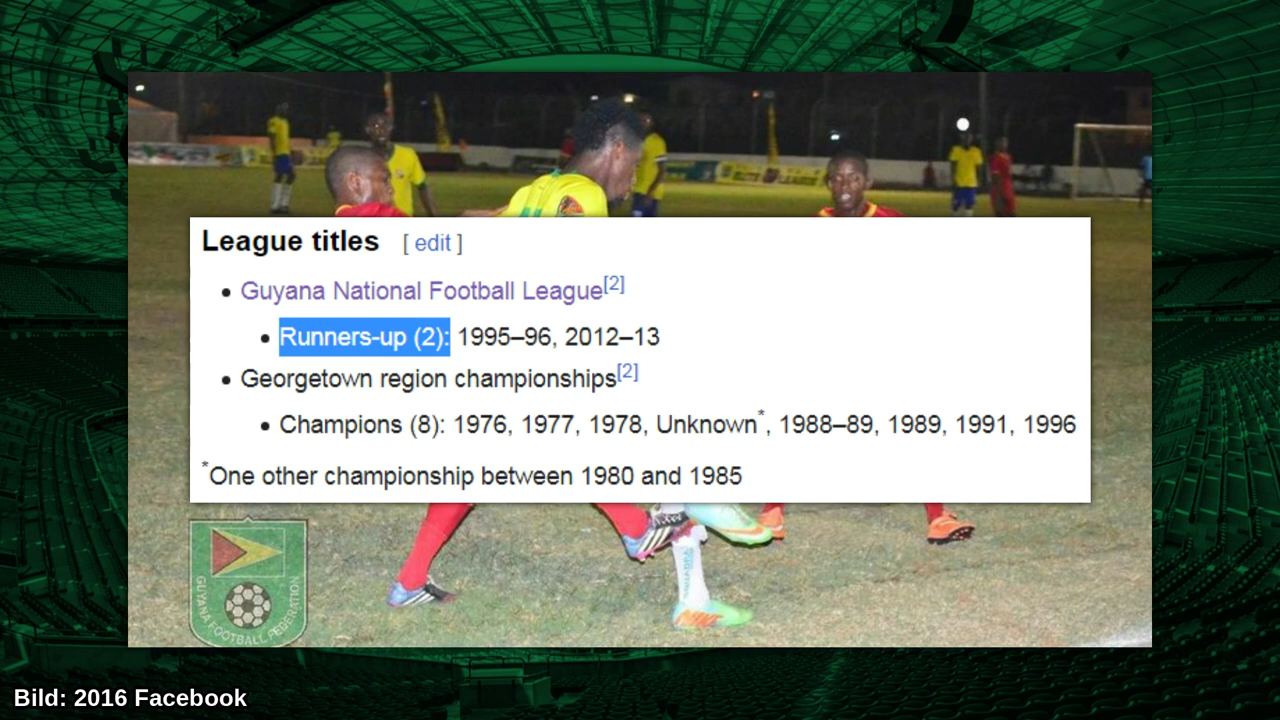 League titles [ edit ]
Guyana National Football League[2]
Runners-up (2): 1995–96, 2012–13
Georgetown region championships[2]
Champions (8): 1976, 1977, 1978, Unknown*, 1988–89, 1989, 1991, 1996
*One other championship between 1980 and 1985
GUYANA FOOTBALL FEDERATION
Bild: 2016 Facebook